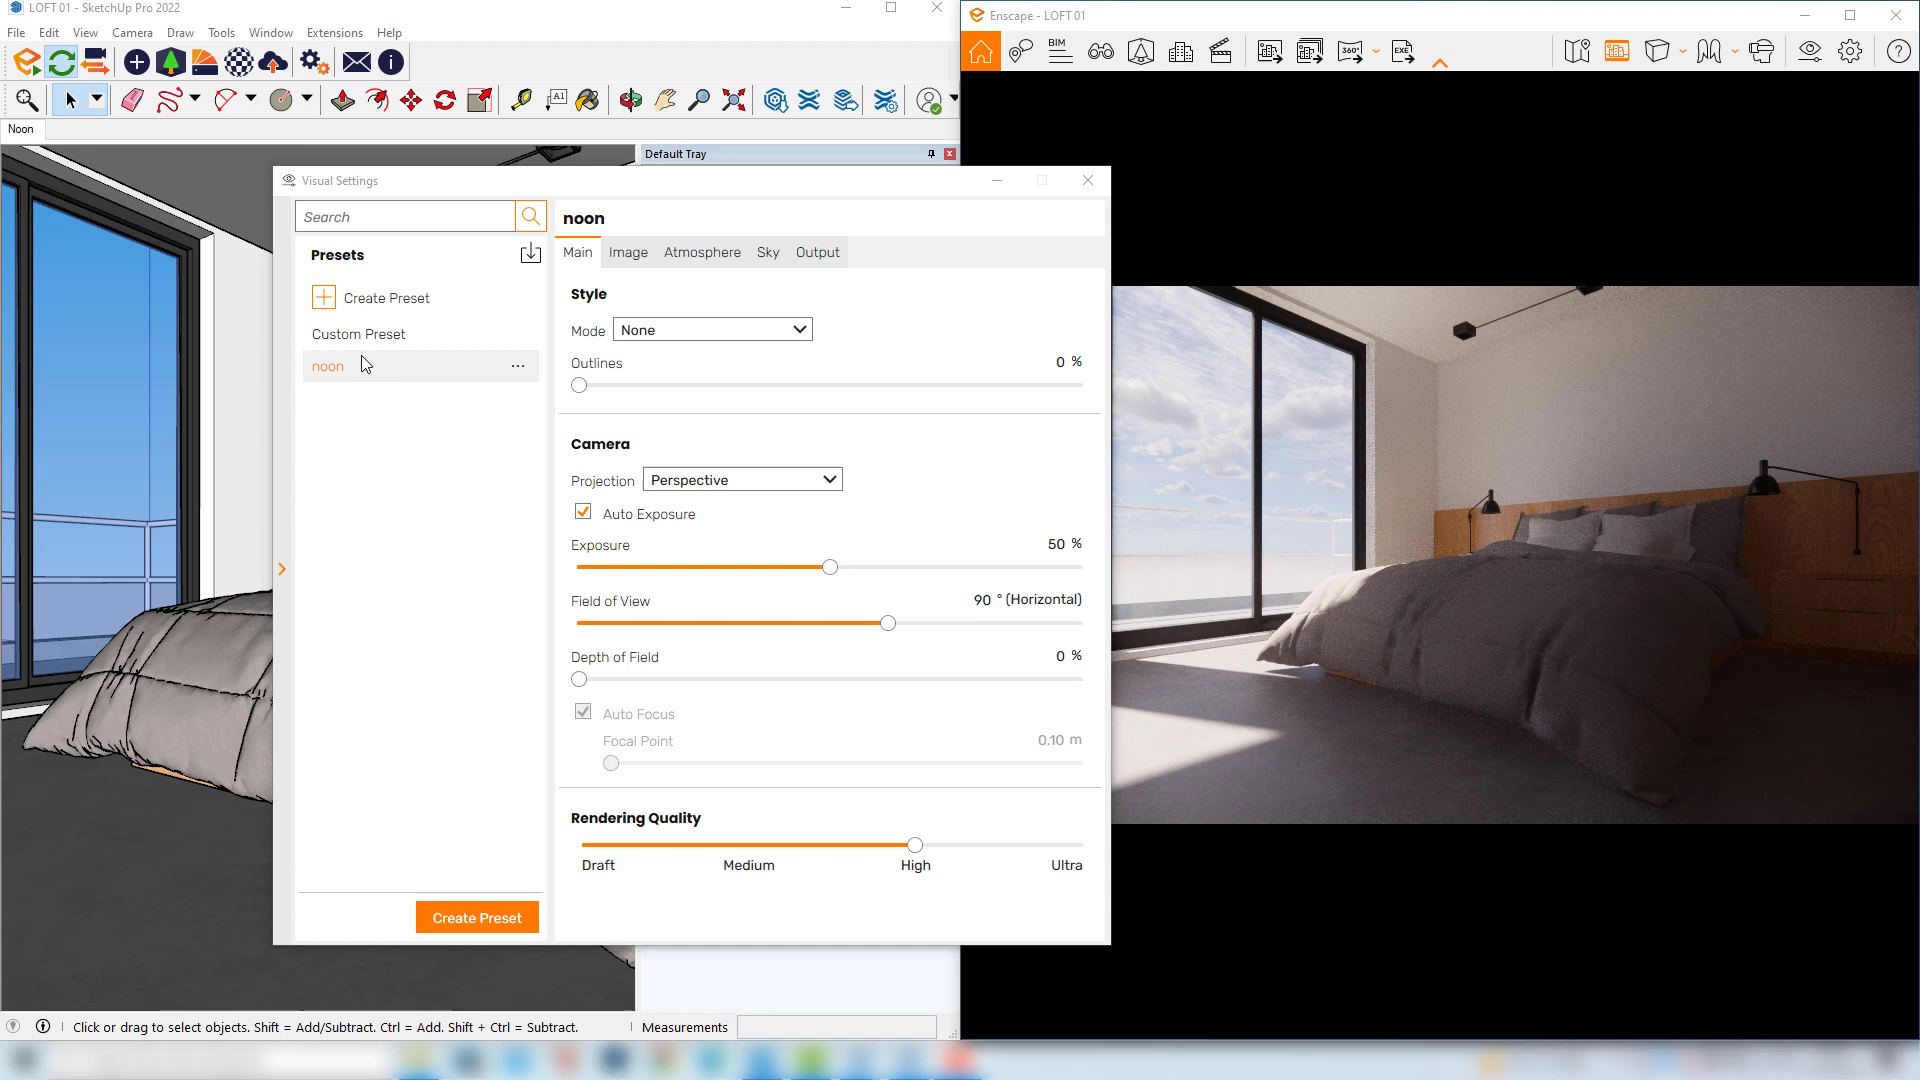 LOFT 01 - SketchUp Pro 2022
File Edit View Camera Draw Tools Window Extensions Help
A1
Noon
Default Tray
Visual Settings
Search
Presets
Create Preset
Custom Preset
noon
Create Preset
noon
Main Image Atmosphere Sky Output
Style
Mode None
Outlines 0 %
Camera
Projection Perspective
Auto Exposure
Exposure 50 %
Field of View 90 ° (Horizontal)
Depth of Field 0 %
Auto Focus
Focal Point 0.10 m
Rendering Quality
Draft Medium High Ultra
Click or drag to select objects. Shift = Add/Subtract. Ctrl = Add. Shift + Ctrl = Subtract.
Measurements
Enscape - LOFT 01
BIM
360°
EXE